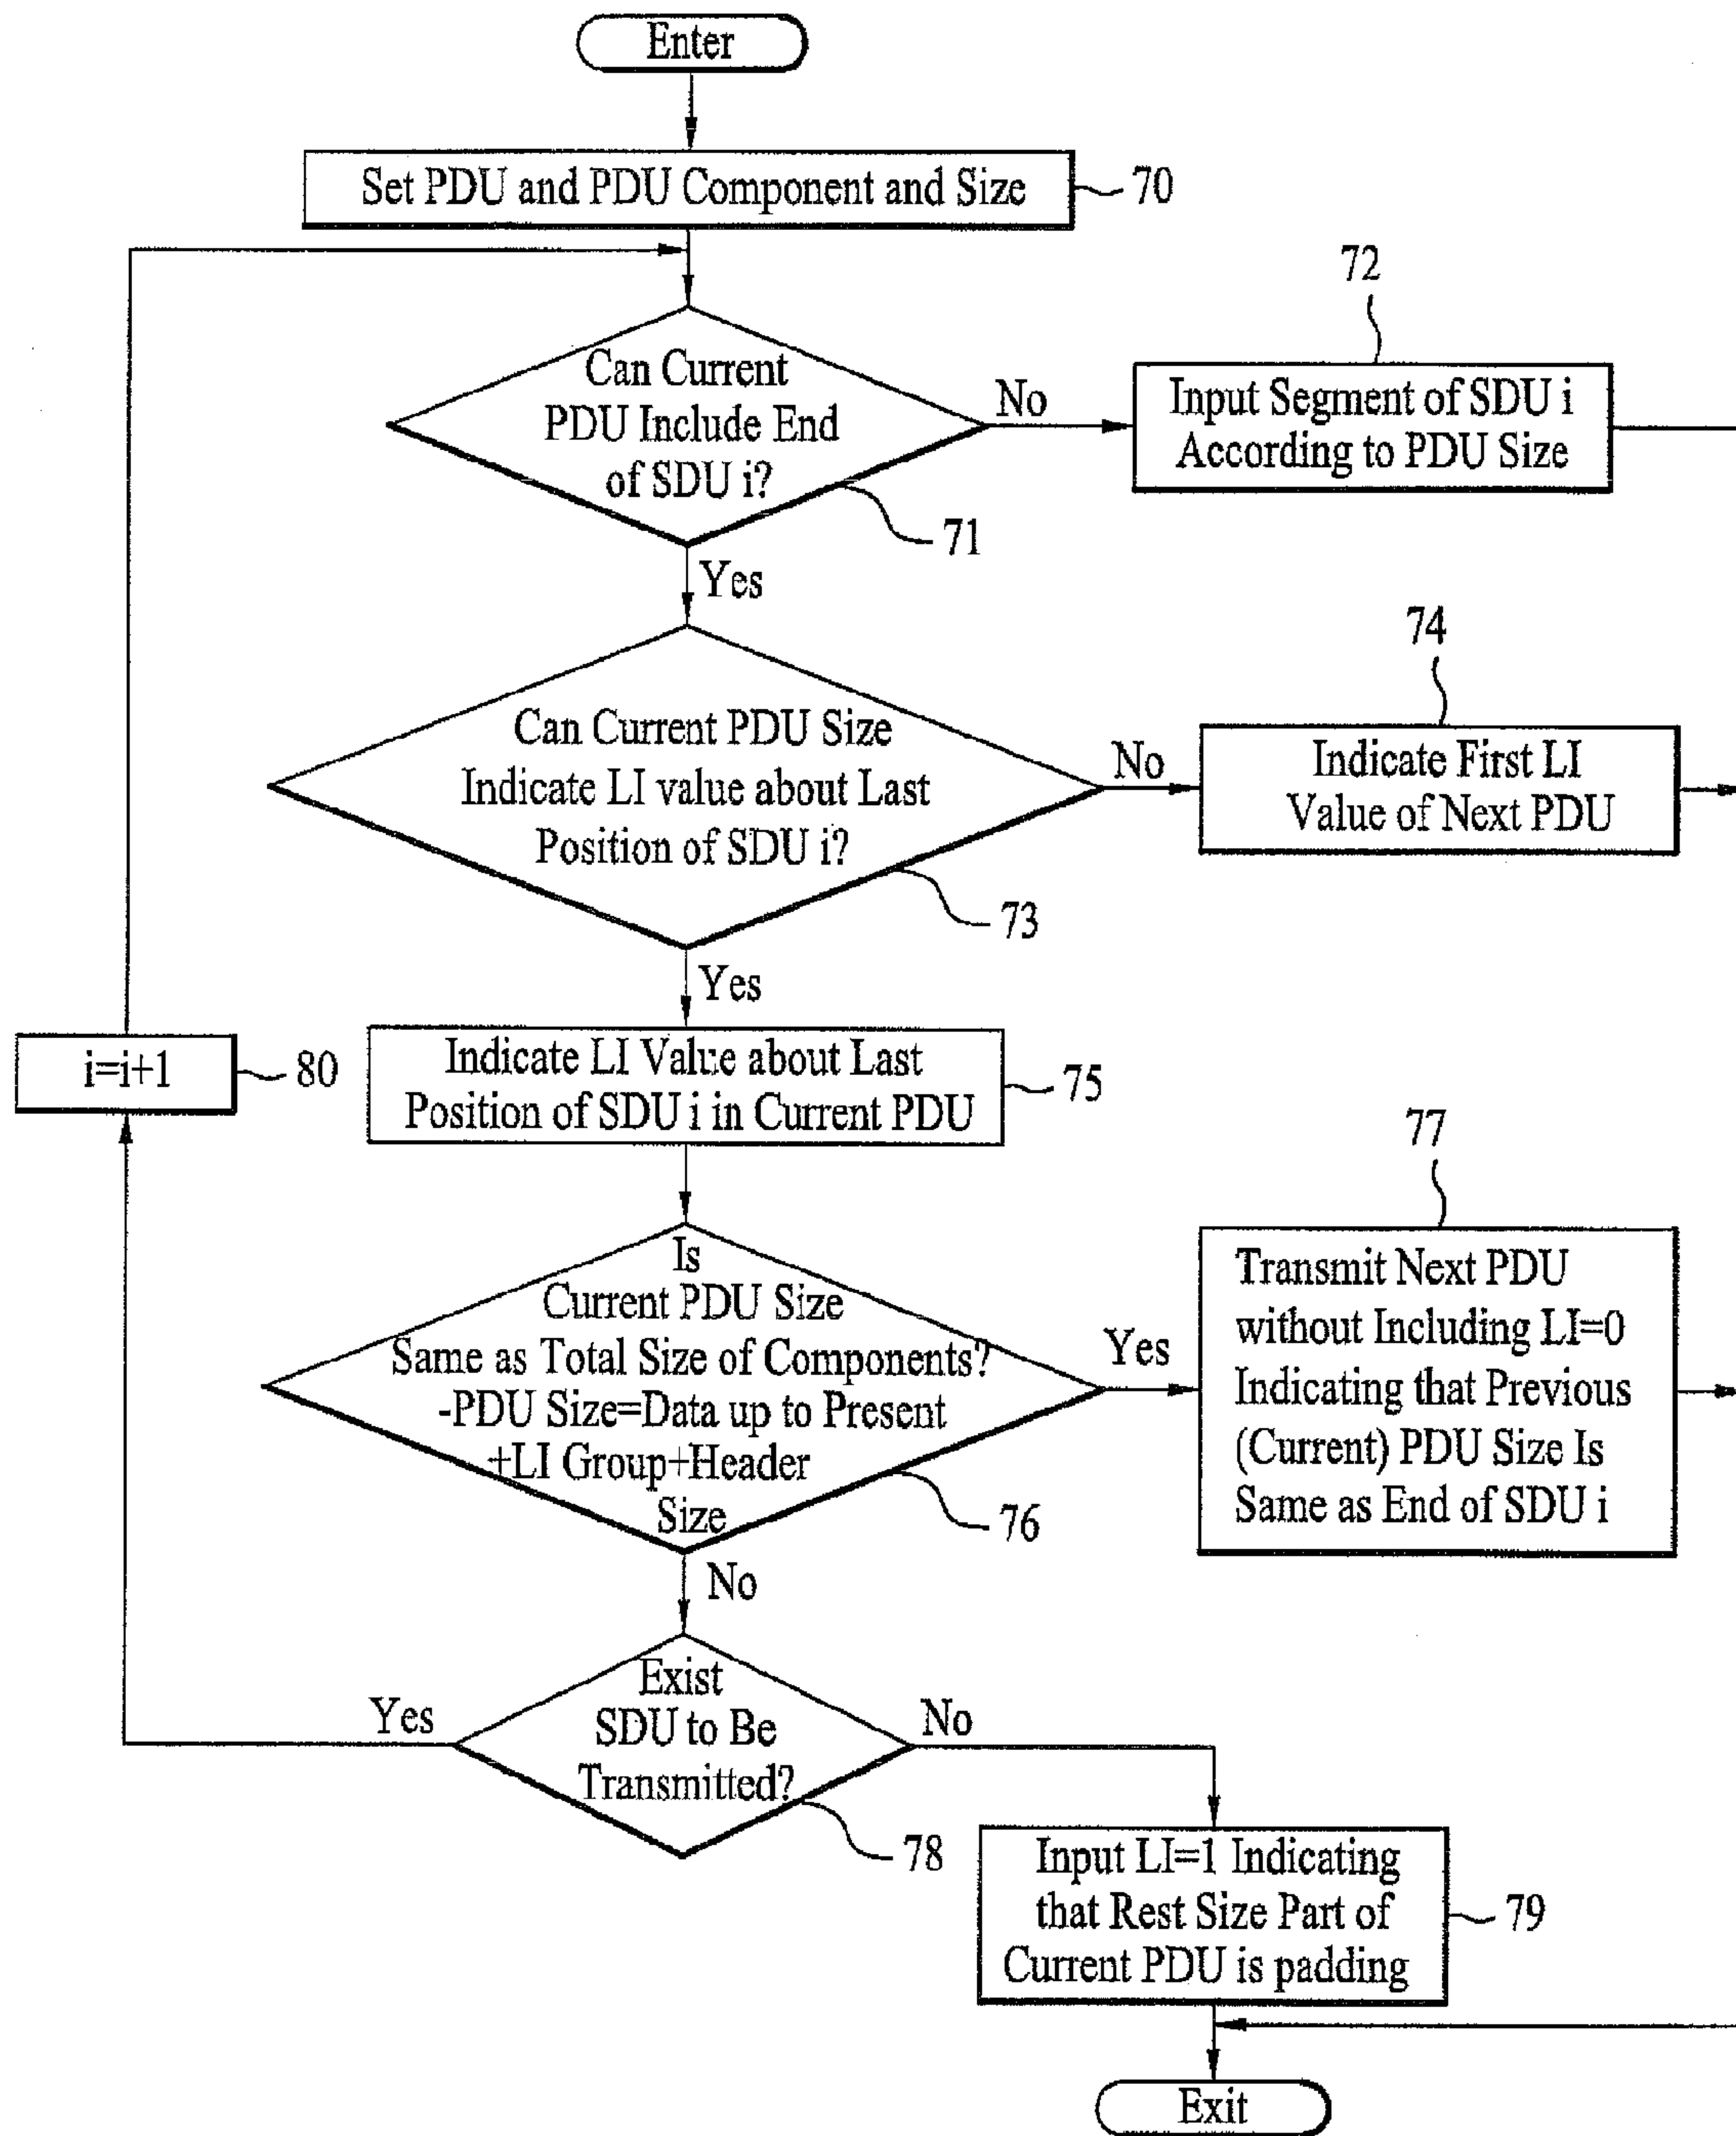 Enter
Set PDU and PDU Component and Size
70
Can Current
PDU Include End
of SDU i?
71
No
72
Input Segment of SDU i
According to PDU Size
Yes
Can Current PDU Size
Indicate LI value about Last
Position of SDU i?
73
No
74
Indicate First LI
Value of Next PDU
Yes
i=i+1
80
Indicate LI Value about Last
Position of SDU i in Current PDU
75
Is
Current PDU Size
Same as Total Size of Components?
-PDU Size=Data up to Present
+LI Group+Header
Size
76
Yes
77
Transmit Next PDU
without Including LI=0
Indicating that Previous
(Current) PDU Size Is
Same as End of SDU i
No
Exist
SDU to Be
Transmitted?
78
Yes
No
Input LI=1 Indicating
that Rest Size Part of
Current PDU is padding
79
Exit